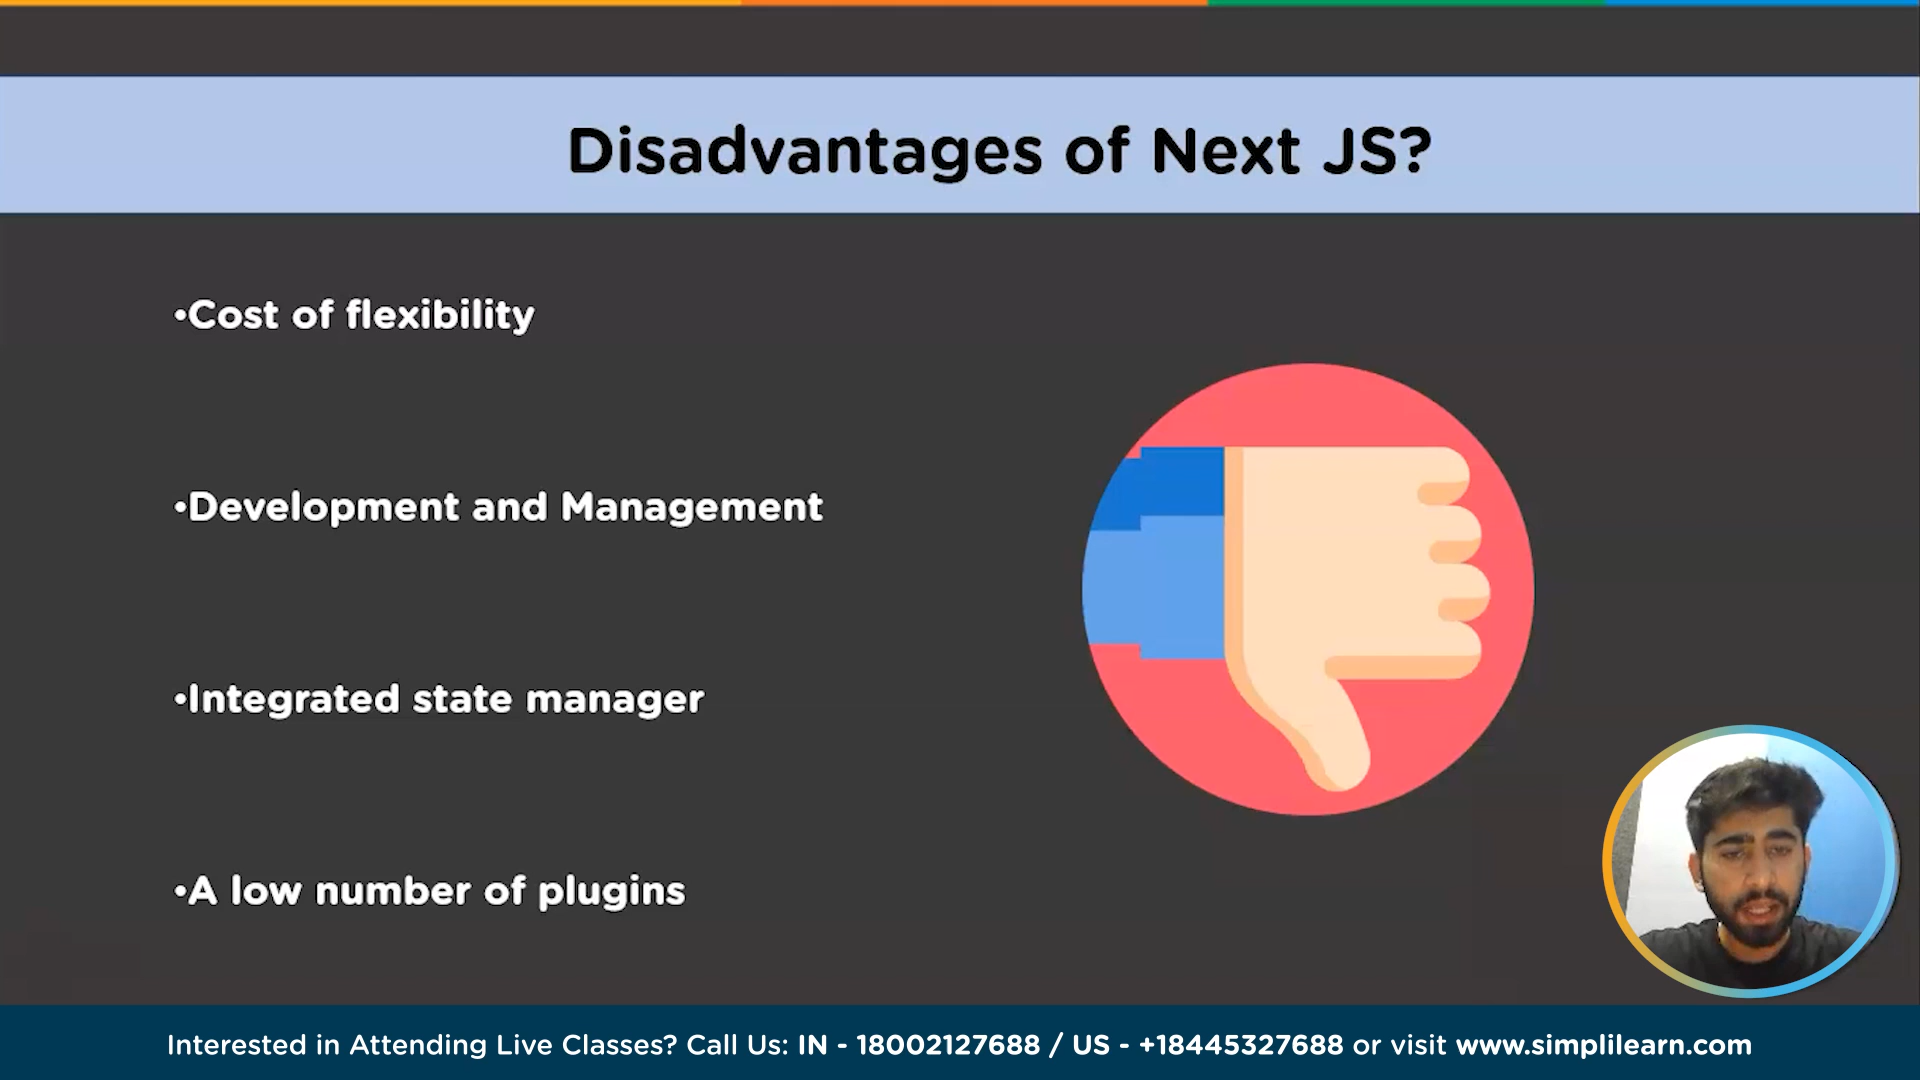 Disadvantages of Next JS?
•Cost of flexibility
•Development and Management
•Integrated state manager
•A low number of plugins
Interested in Attending Live Classes? Call Us: IN - 18002127688 / US - +18445327688 or visit www.simplilearn.com